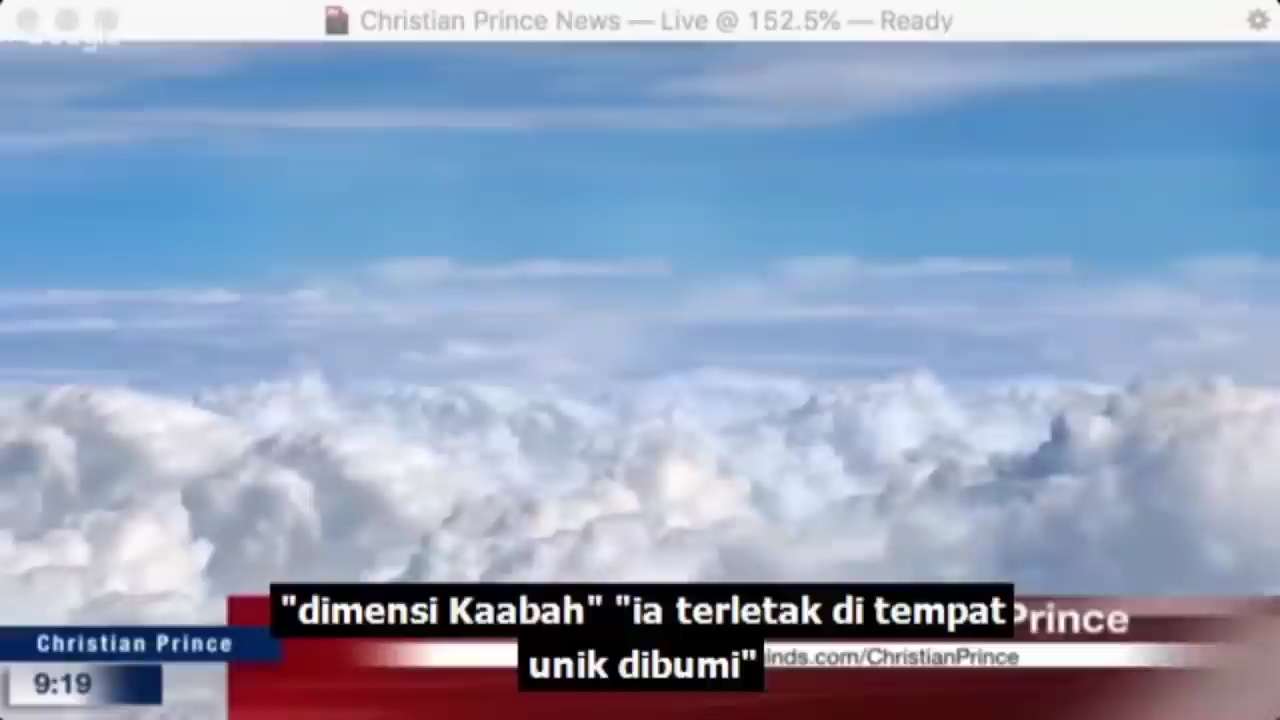 Christian Prince News — Live @ 152.5% — Ready
"dimensi Kaabah" "ia terletak di tempat
unik dibumi"
Prince
inds.com/ChristianPrince
Christian Prince
9:19